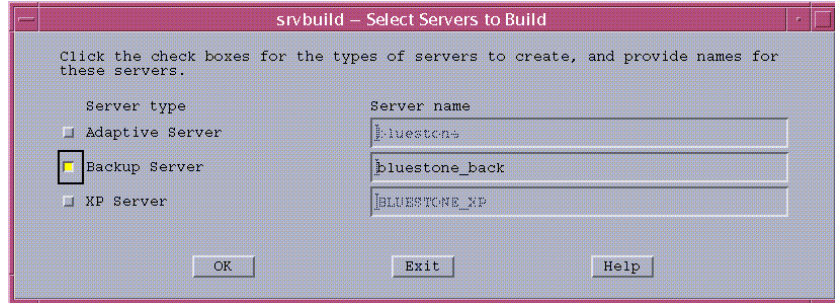 srvbuild – Select Servers to Build
Click the check boxes for the types of servers to create, and provide names for
these servers.
Server type Server name
Adaptive Server bluestone
Backup Server bluestone_back
XP Server BLUESTONE_XP
OK Exit Help